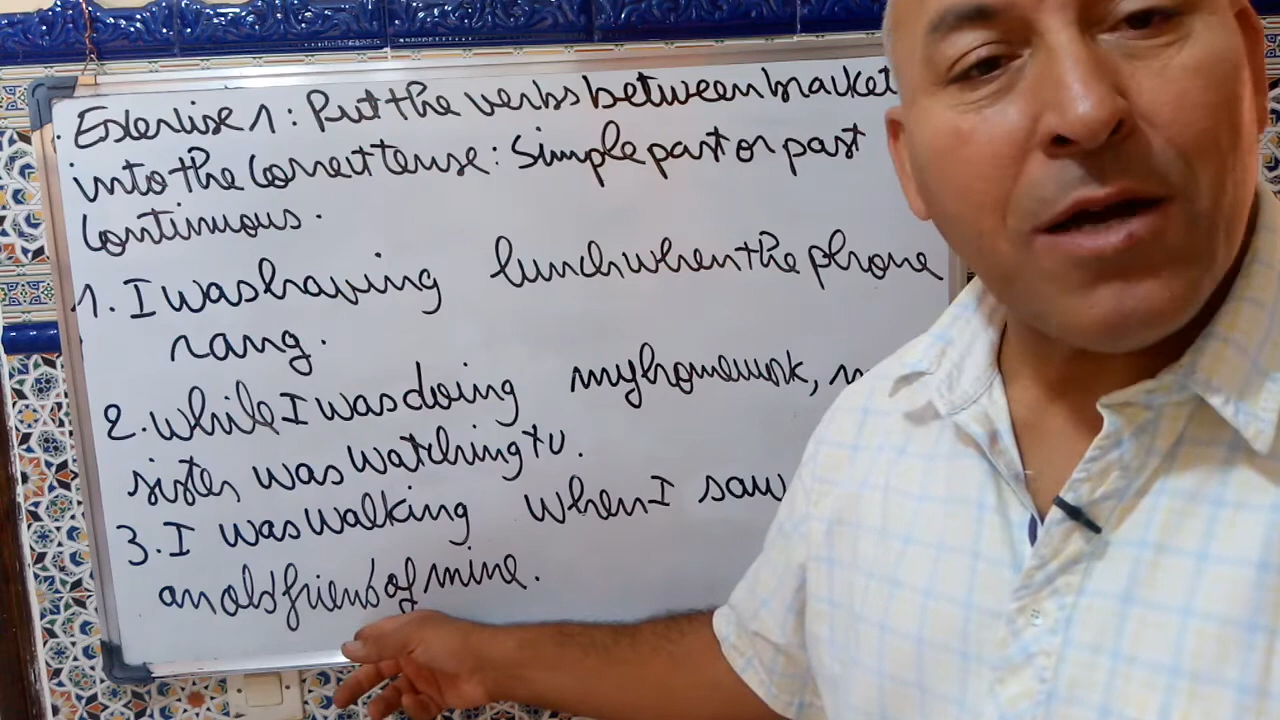 Exercise 1: Put the verbs between bracket
into the correct tense: Simple past or past
continuous.
1. I was having lunch when the phone
rang.
2. while I was doing my homework, m
sister was watching tv.
3. I was walking when I saw
an old friend of mine.